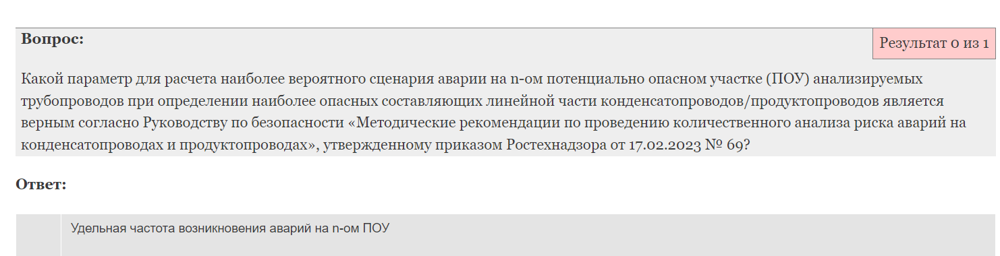 Вопрос:
Результат 0 из 1
Какой параметр для расчета наиболее вероятного сценария аварии на n-ом потенциально опасном участке (ПОУ) анализируемых
трубопроводов при определении наиболее опасных составляющих линейной части конденсатопроводов/продуктопроводов является
верным согласно Руководству по безопасности «Методические рекомендации по проведению количественного анализа риска аварий на
конденсатопроводах и продуктопроводах», утвержденному приказом Ростехнадзора от 17.02.2023 № 69?
Ответ:
Удельная частота возникновения аварий на n-ом ПОУ